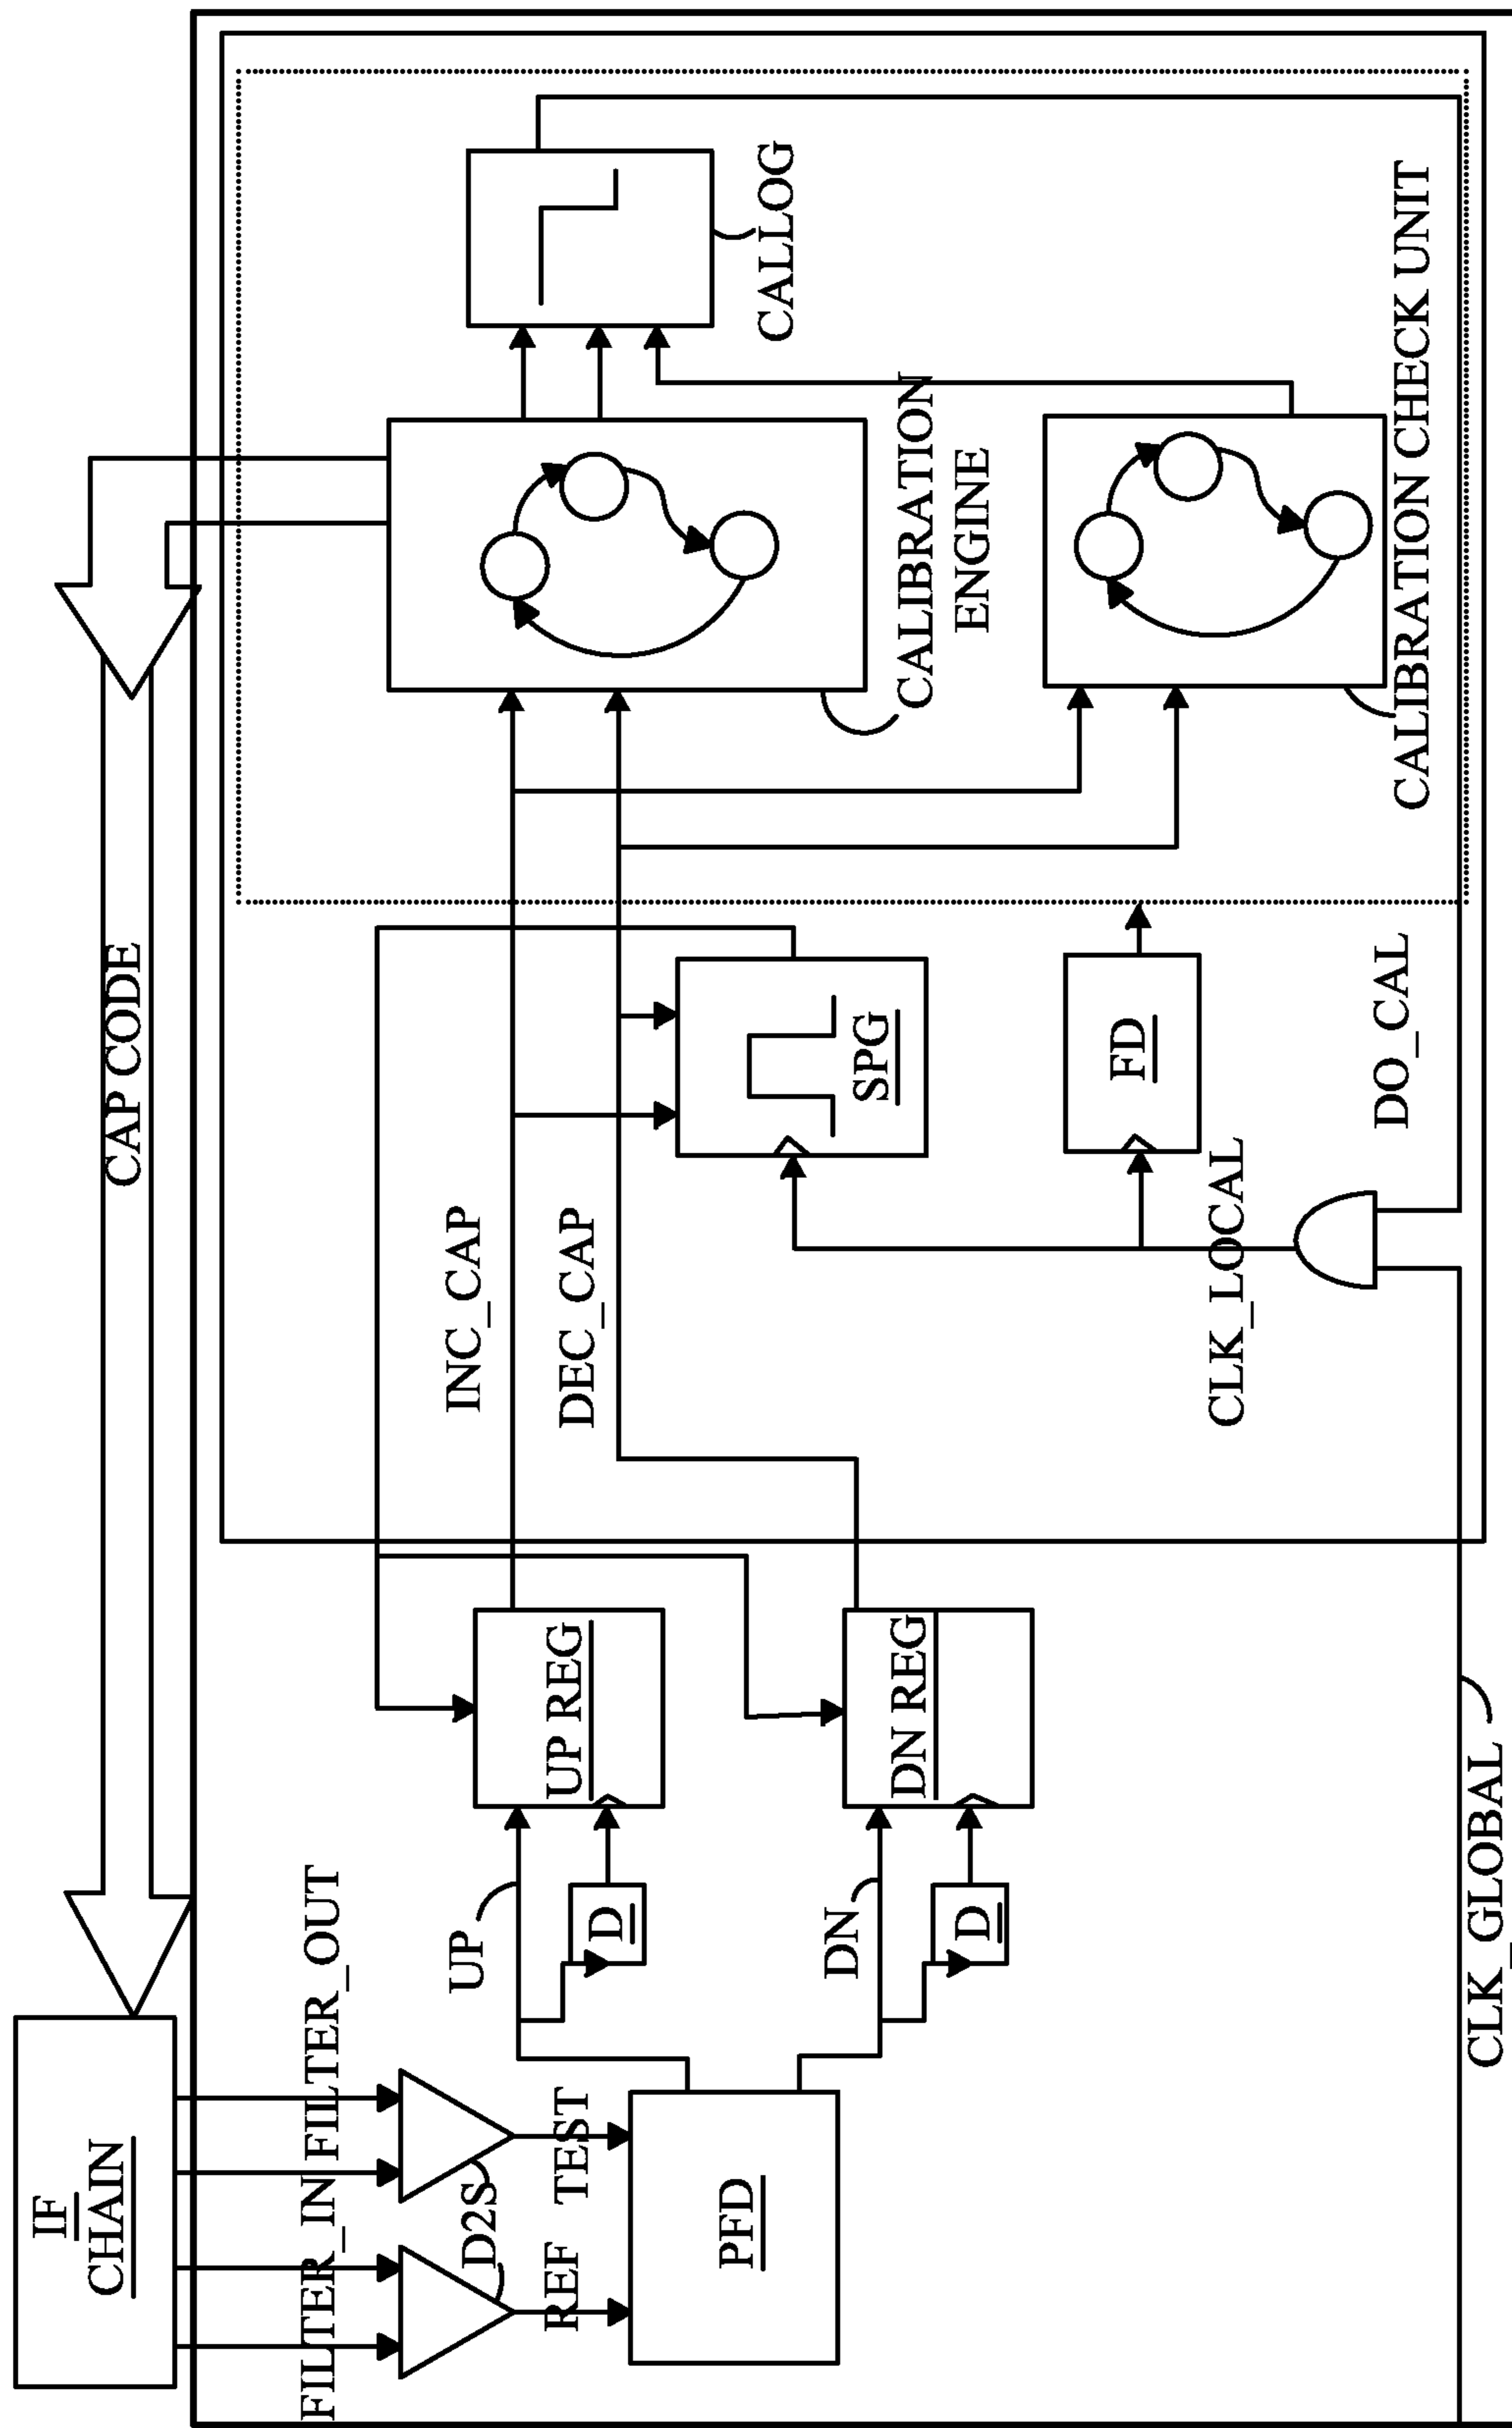 IF
CHAIN
CAP CODE
FILTER_IN
FILTER_OUT
D2S
REF
TEST
PFD
UP
D
UP REG
DN
D
DN REG
INC_CAP
DEC_CAP
SPG
FD
CLK_LOCAL
DO_CAL
CLK_GLOBAL
CALIBRATION
ENGINE
CALLOG
CALIBRATION CHECK UNIT